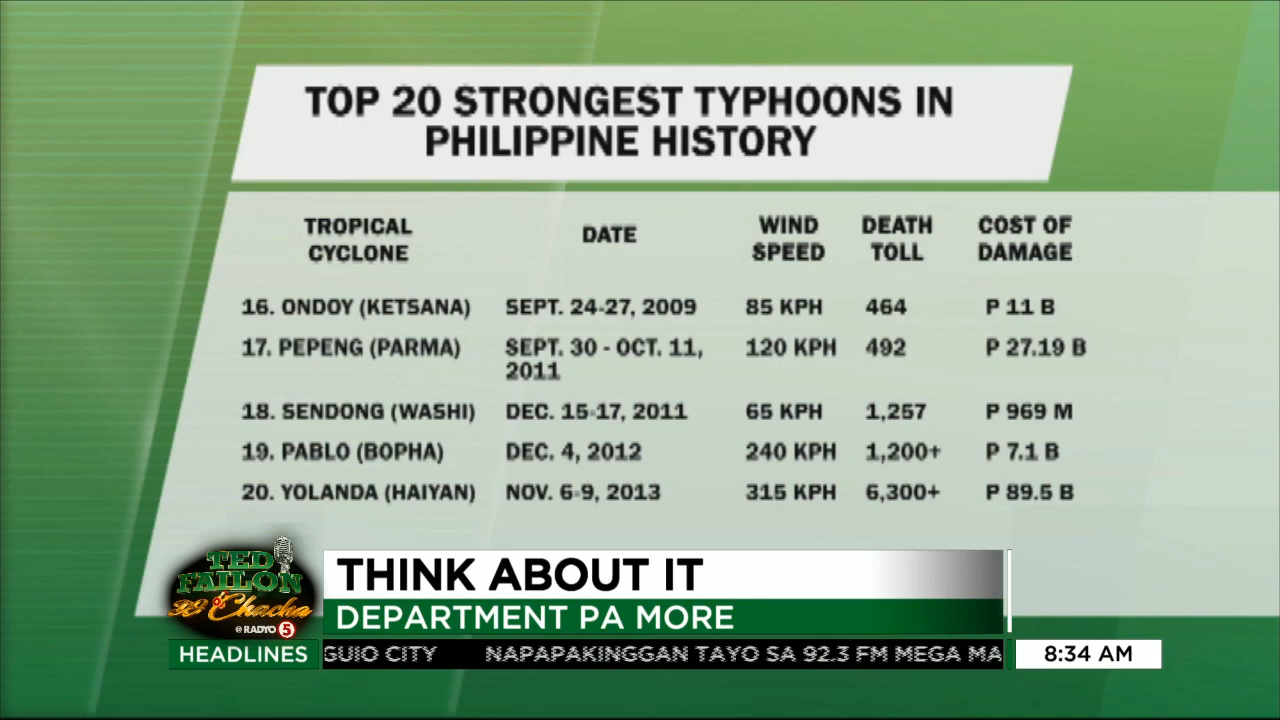 TOP 20 STRONGEST TYPHOONS IN
PHILIPPINE HISTORY
TROPICAL CYCLONE DATE WIND SPEED DEATH TOLL COST OF DAMAGE
16. ONDOY (KETSANA) SEPT. 24-27, 2009 85 KPH 464 P 11 B
17. PEPENG (PARMA) SEPT. 30 - OCT. 11, 2011 120 KPH 492 P 27.19 B
18. SENDONG (WASHI) DEC. 15-17, 2011 65 KPH 1,257 P 969 M
19. PABLO (BOPHA) DEC. 4, 2012 240 KPH 1,200+ P 7.1 B
20. YOLANDA (HAIYAN) NOV. 6-9, 2013 315 KPH 6,300+ P 89.5 B
TED
FAILON
Chacha
@ RADYO 5
THINK ABOUT IT
DEPARTMENT PA MORE
HEADLINES GUIO CITY NAPAPAKINGGAN TAYO SA 92.3 FM MEGA MA 8:34 AM